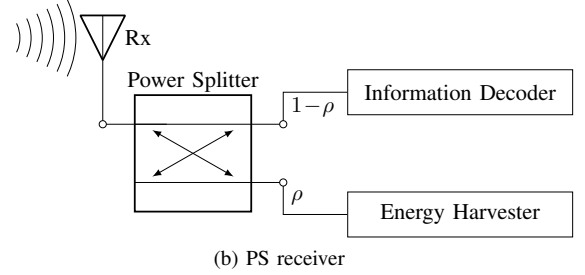 Rx
Power Splitter
1−ρ
Information Decoder
ρ
Energy Harvester
(b) PS receiver